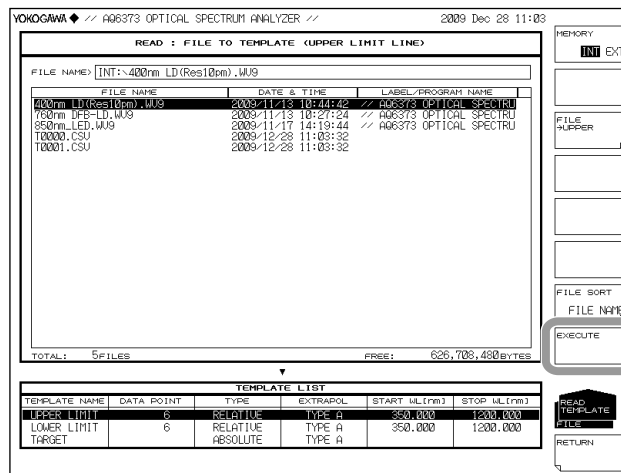 YOKOGAWA ◆ // AQ6373 OPTICAL SPECTRUM ANALYZER // 2009 Dec 28 11:03
READ : FILE TO TEMPLATE (UPPER LIMIT LINE)
FILE NAME> INT:\400nm LD(Res10pm).WV9
FILE NAME DATE & TIME LABEL/PROGRAM NAME
400nm LD(Res10pm).WV9 2009/11/13 10:44:42 // AQ6373 OPTICAL SPECTRU
760nm DFB-LD.WV9 2009/11/13 10:27:24 // AQ6373 OPTICAL SPECTRU
850nm_LED.WV9 2009/11/17 14:19:44 // AQ6373 OPTICAL SPECTRU
T0000.CSV 2009/12/28 11:03:32
T0001.CSV 2009/12/28 11:03:32
TOTAL: 5FILES FREE: 626,708,480BYTES
▼
TEMPLATE LIST
TEMPLATE NAME DATA POINT TYPE EXTRAPOL START WL[nm] STOP WL[nm]
UPPER LIMIT 6 RELATIVE TYPE A 350.000 1200.000
LOWER LIMIT 6 RELATIVE TYPE A 350.000 1200.000
TARGET ABSOLUTE TYPE A
MEMORY
INT EXT
FILE
→UPPER
FILE SORT
FILE NAME
EXECUTE
READ
TEMPLATE
FILE
RETURN